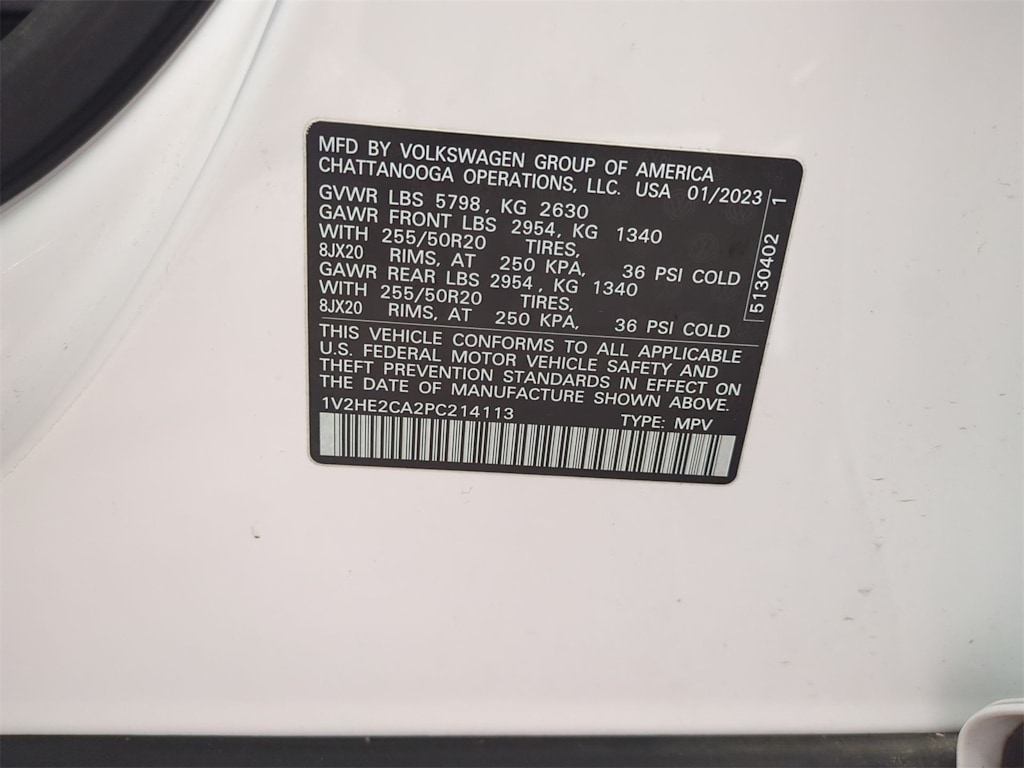 MFD BY VOLKSWAGEN GROUP OF AMERICA
CHATTANOOGA OPERATIONS, LLC. USA 01/2023
GVWR LBS 5798, KG 2630
GAWR FRONT LBS 2954, KG 1340
WITH 255/50R20 TIRES,
8JX20 RIMS, AT 250 KPA, 36 PSI COLD
GAWR REAR LBS 2954, KG 1340
WITH 255/50R20 TIRES,
8JX20 RIMS, AT 250 KPA, 36 PSI COLD
THIS VEHICLE CONFORMS TO ALL APPLICABLE
U.S. FEDERAL MOTOR VEHICLE SAFETY AND
THEFT PREVENTION STANDARDS IN EFFECT ON
THE DATE OF MANUFACTURE SHOWN ABOVE.
1V2HE2CA2PC214113 TYPE: MPV
5130402 1